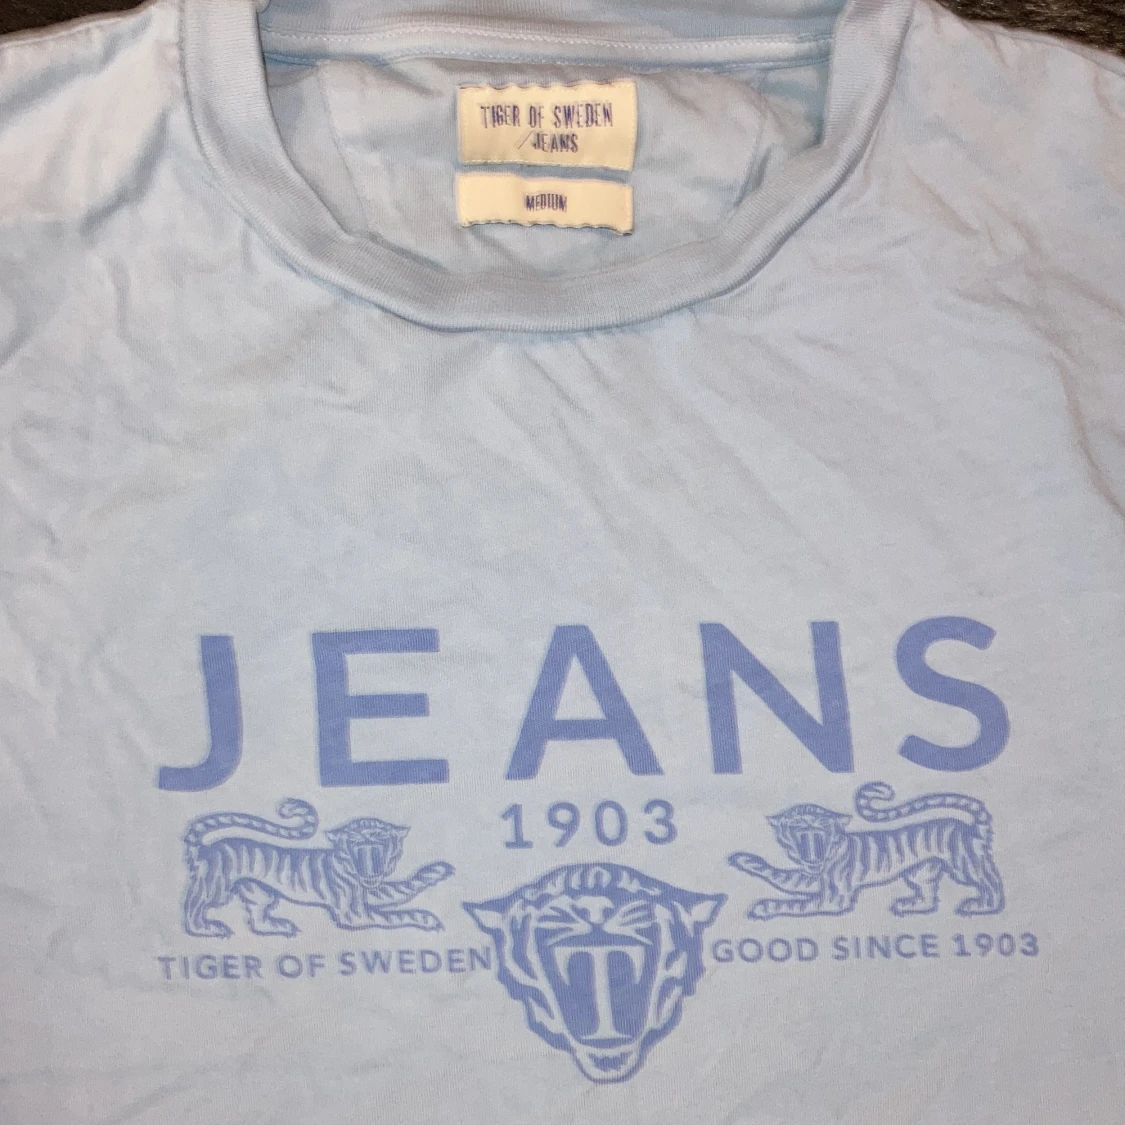 TIGER OF SWEDEN
/JEANS
MEDIUM
JEANS
1903
TIGER OF SWEDEN
T
GOOD SINCE 1903